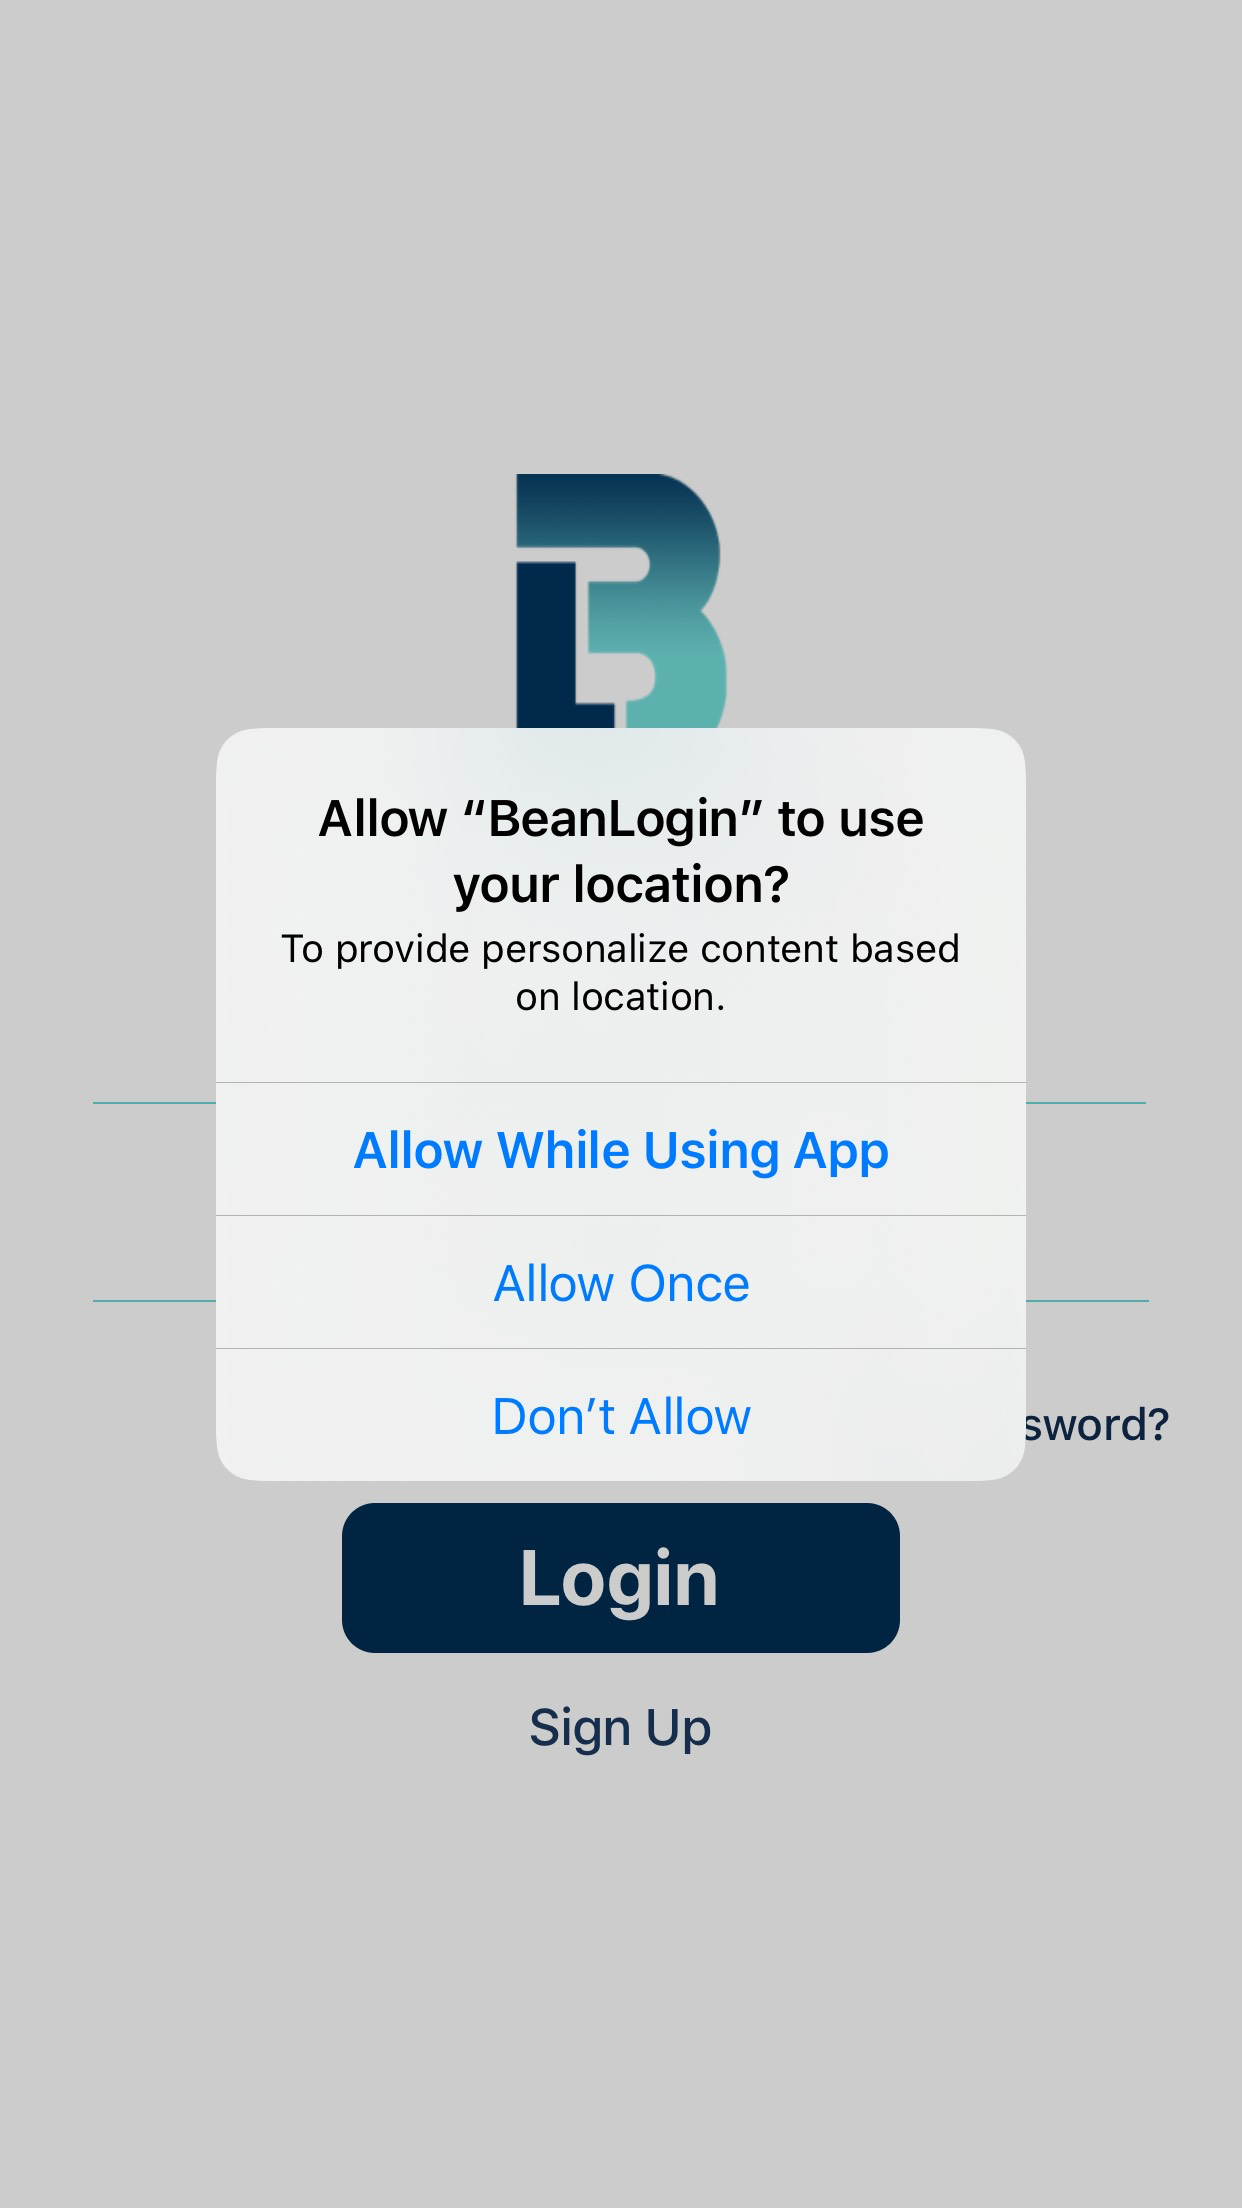 Allow “BeanLogin” to use
your location?
To provide personalize content based
on location.
Allow While Using App
Allow Once
Don’t Allow
sword?
Login
Sign Up